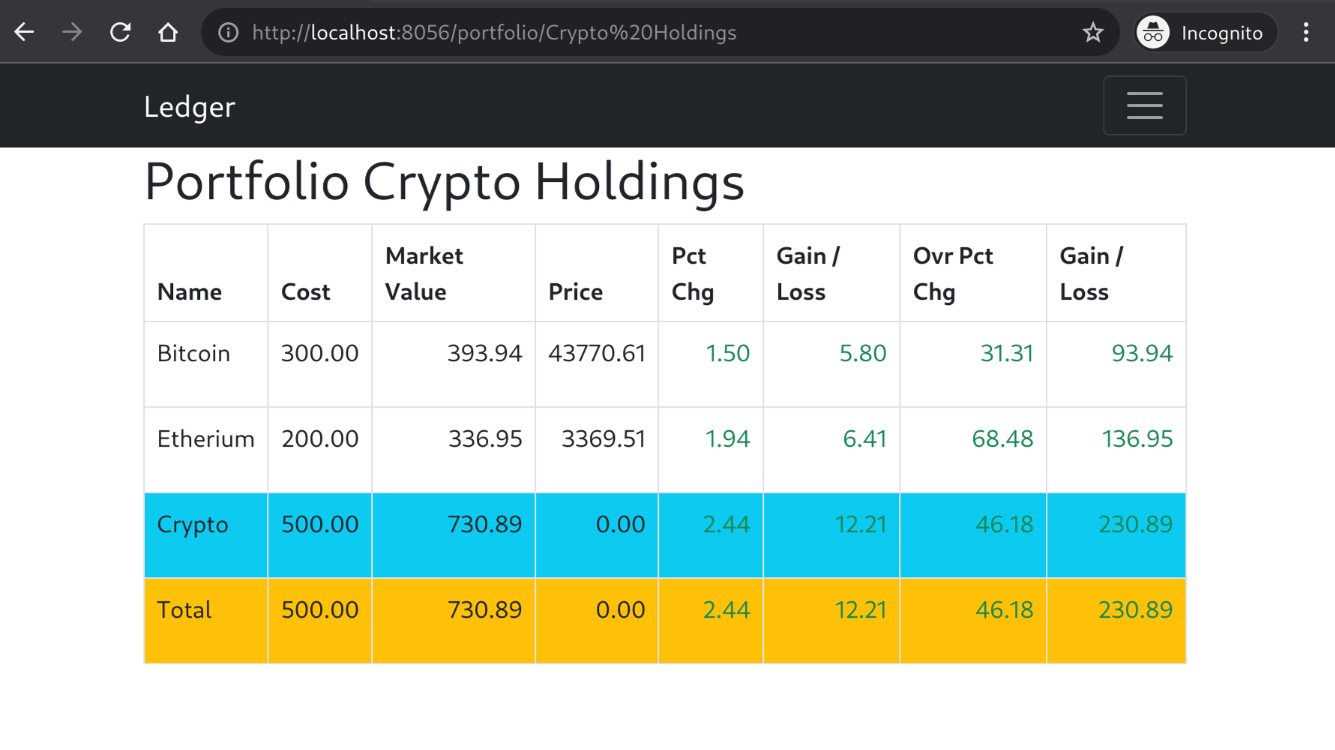 http://localhost:8056/portfolio/Crypto%20Holdings Incognito
Ledger
Portfolio Crypto Holdings
Name Cost Market Value Price Pct Chg Gain / Loss Ovr Pct Chg Gain / Loss
Bitcoin 300.00 393.94 43770.61 1.50 5.80 31.31 93.94
Etherium 200.00 336.95 3369.51 1.94 6.41 68.48 136.95
Crypto 500.00 730.89 0.00 2.44 12.21 46.18 230.89
Total 500.00 730.89 0.00 2.44 12.21 46.18 230.89